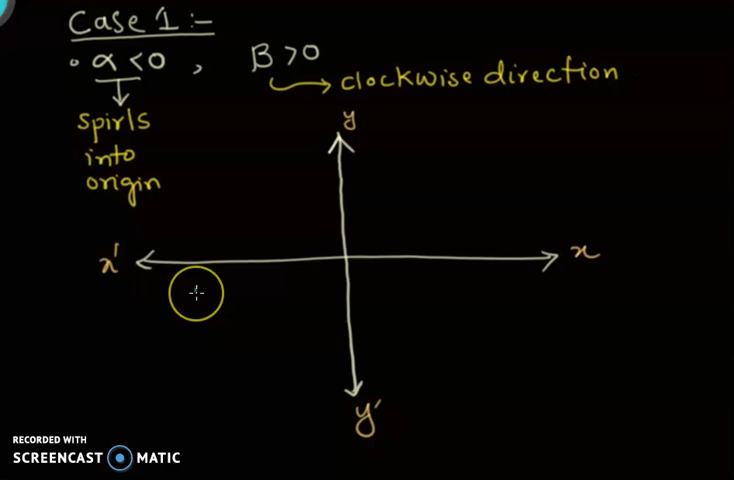 Case 1:-
• α < 0 , β > 0
clockwise direction
Spirls
into
origin
y
x'
x
y'
RECORDED WITH
SCREENCAST MATIC